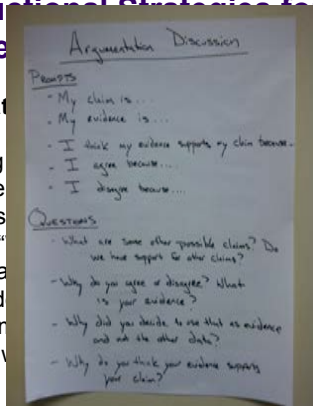 ctional Strategies fo
e
Argumentation Discussion
PROMPTS
- My claim is...
- My evidence is...
- I think my evidence supports my claim because...
- I agree because....
- I disagree because....
QUESTIONS
- What are some other possible claims? Do
we have support for other claims?
- Why do you agree or disagree? What
is your evidence?
- Why did you decide to use that as evidence
and not the other data?
- Why do you think your evidence supports
your claim?